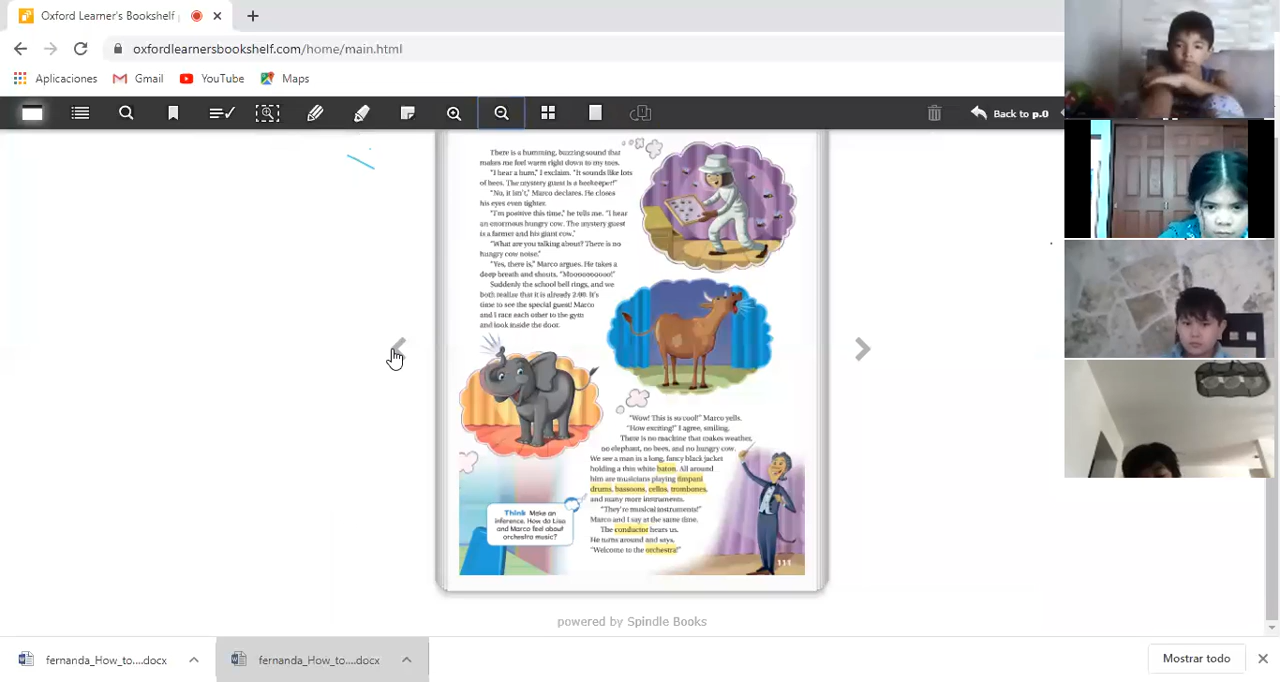 Oxford Learner's Bookshelf
oxfordlearnersbookshelf.com/home/main.html
Aplicaciones Gmail YouTube Maps
Back to p.0
There is a humming, buzzing sound that
makes me feel warm right down to my toes.
"I hear a hum," I exclaim. "It sounds like lots
of bees. The mystery guest is a beekeeper!"
"No, it isn't," Marco declares. He closes
his eyes even tighter.
"I'm positive this time," he tells me. "I hear
an enormous hungry cow. The mystery guest
is a farmer and his giant cow."
"What are you talking about? There is no
hungry cow noise."
"Yes, there is," Marco argues. He takes a
deep breath and shouts,
Suddenly the school bell rings, and we
both realize that it is already 2:00. It's
time to see the special guest! Marco
and I race each other to the gym
and look inside the door.
"Wow! This is so cool!" Marco yells.
"How exciting!" I agree, smiling.
There is no machine that makes weather,
no elephant, no bees, and no hungry cow.
We see a man in a long, fancy black jacket
holding a thin white baton. All around
him are musicians playing timpani
drums, bassoons, cellos, trombones,
and many more instruments.
"They're musical instruments!"
Marco and I say at the same time.
The conductor hears us.
He turns around and says,
"Welcome to the orchestra!"
Think Make an
inference. How do Lisa
and Marco feel about
orchestra music?
111
powered by Spindle Books
fernanda_How_to....docx fernanda_How_to....docx Mostrar todo